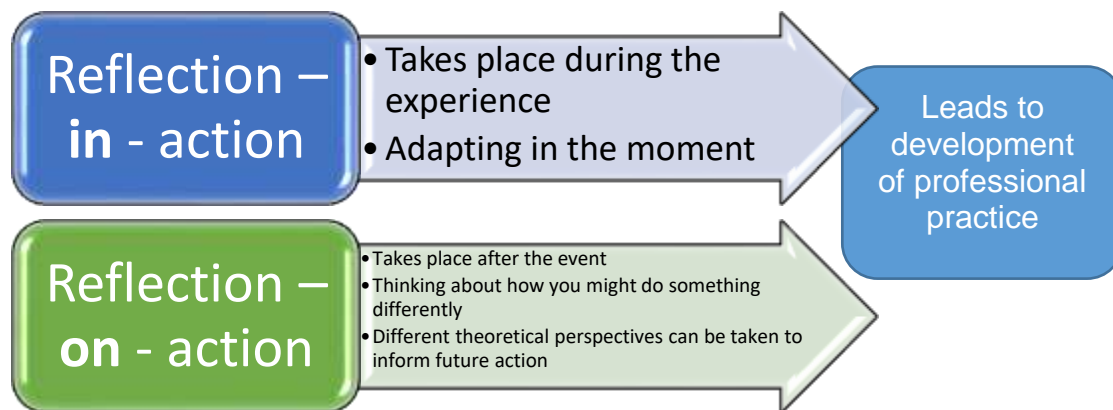 Reflection –
in - action
• Takes place during the
experience
• Adapting in the moment
Leads to
development
of professional
practice
Reflection –
on - action
•Takes place after the event
•Thinking about how you might do something
differently
•Different theoretical perspectives can be taken to
inform future action